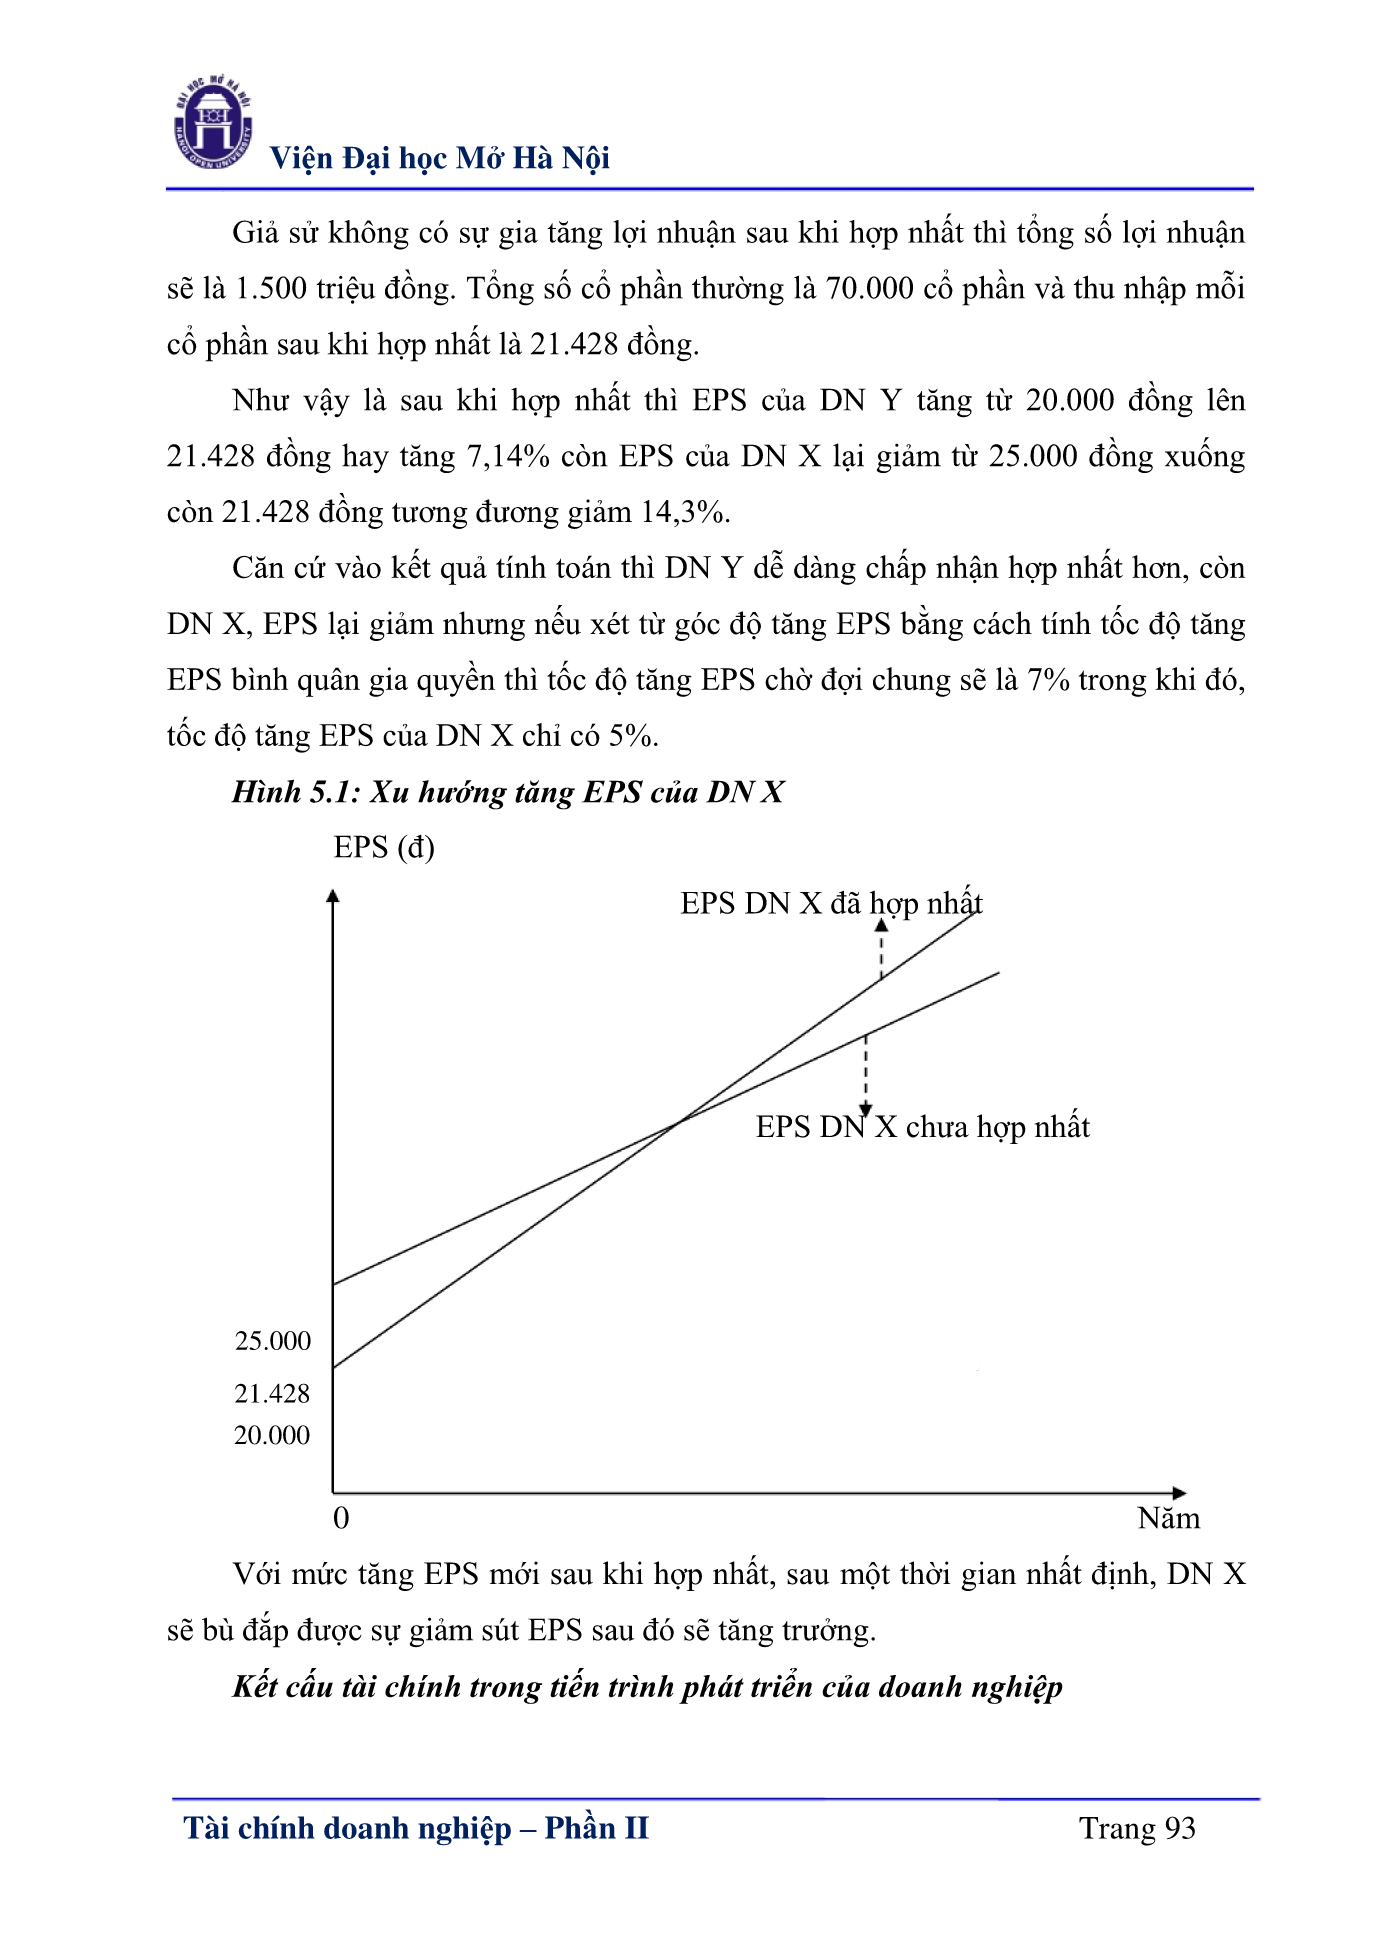 ĐẠI HỌC MỞ HÀ NỘI
HANOI OPEN UNIVERSITY
Viện Đại học Mở Hà Nội
Giả sử không có sự gia tăng lợi nhuận sau khi hợp nhất thì tổng số lợi nhuận
sẽ là 1.500 triệu đồng. Tổng số cổ phần thường là 70.000 cổ phần và thu nhập mỗi
cổ phần sau khi hợp nhất là 21.428 đồng.
Như vậy là sau khi hợp nhất thì EPS của DN Y tăng từ 20.000 đồng lên
21.428 đồng hay tăng 7,14% còn EPS của DN X lại giảm từ 25.000 đồng xuống
còn 21.428 đồng tương đương giảm 14,3%.
Căn cứ vào kết quả tính toán thì DN Y dễ dàng chấp nhận hợp nhất hơn, còn
DN X, EPS lại giảm nhưng nếu xét từ góc độ tăng EPS bằng cách tính tốc độ tăng
EPS bình quân gia quyền thì tốc độ tăng EPS chờ đợi chung sẽ là 7% trong khi đó,
tốc độ tăng EPS của DN X chỉ có 5%.
Hình 5.1: Xu hướng tăng EPS của DN X
EPS (đ)
EPS DN X đã hợp nhất
EPS DN X chưa hợp nhất
25.000
21.428
20.000
0 Năm
Với mức tăng EPS mới sau khi hợp nhất, sau một thời gian nhất định, DN X
sẽ bù đắp được sự giảm sút EPS sau đó sẽ tăng trưởng.
Kết cấu tài chính trong tiến trình phát triển của doanh nghiệp
Tài chính doanh nghiệp – Phần II Trang 93